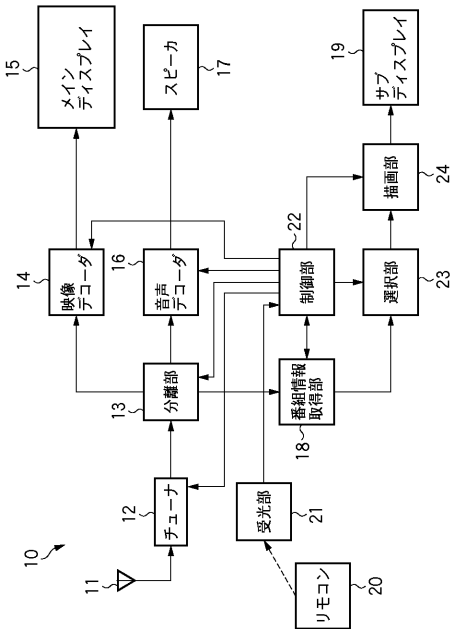 10
11
12
チューナ
13
分離部
14
映像
デコーダ
15
メイン
ディスプレイ
16
音声
デコーダ
17
スピーカ
18
番組情報
取得部
19
サブ
ディスプレイ
20
リモコン
21
受光部
22
制御部
23
選択部
24
描画部